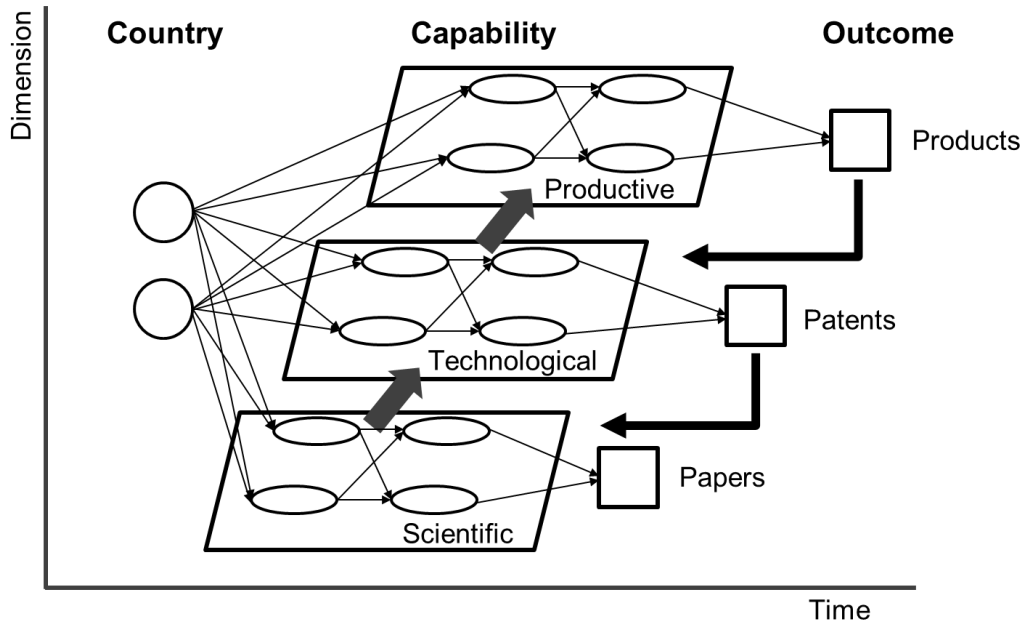 Dimension
Country
Capability
Outcome
Products
Productive
Patents
Technological
Papers
Scientific
Time